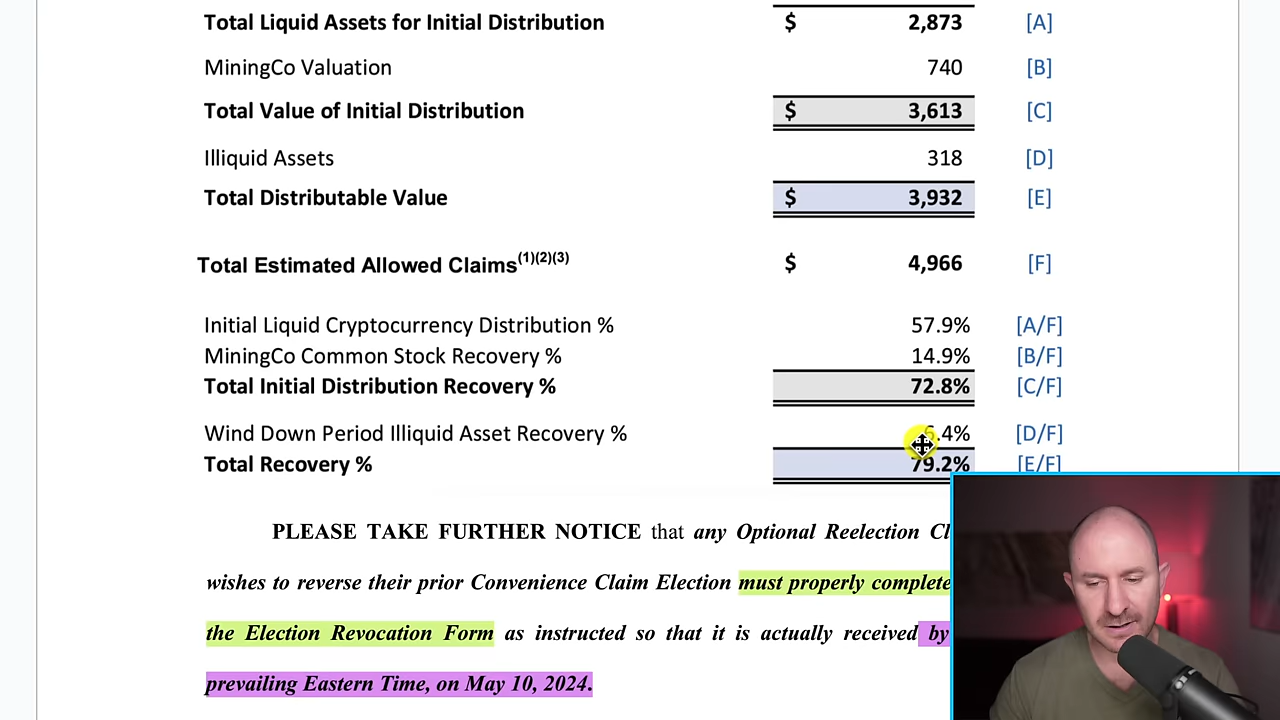 Total Liquid Assets for Initial Distribution $ 2,873 [A]
MiningCo Valuation 740 [B]
Total Value of Initial Distribution $ 3,613 [C]
Illiquid Assets 318 [D]
Total Distributable Value $ 3,932 [E]
Total Estimated Allowed Claims(1)(2)(3) $ 4,966 [F]
Initial Liquid Cryptocurrency Distribution % 57.9% [A/F]
MiningCo Common Stock Recovery % 14.9% [B/F]
Total Initial Distribution Recovery % 72.8% [C/F]
Wind Down Period Illiquid Asset Recovery % 6.4% [D/F]
Total Recovery % 79.2% [E/F]
PLEASE TAKE FURTHER NOTICE that any Optional Reelection
wishes to reverse their prior Convenience Claim Election must properly complete
the Election Revocation Form as instructed so that it is actually received by
prevailing Eastern Time, on May 10, 2024.